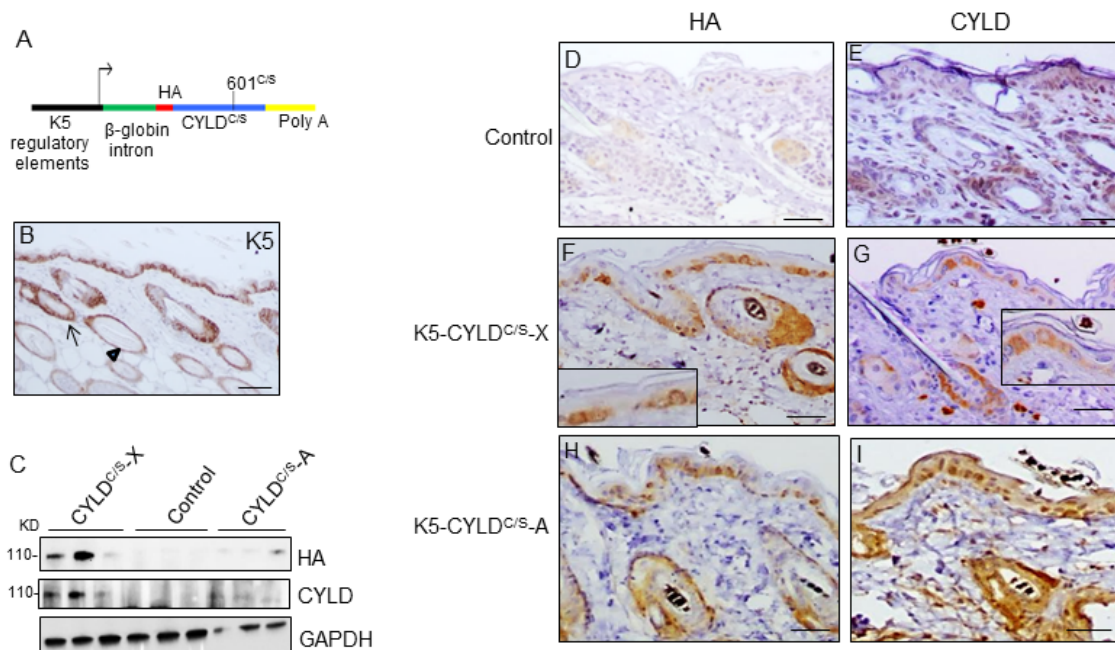 HA CYLD
A
601C/S
HA
K5
regulatory
elements
β-globin
intron
CYLDC/S
Poly A
B K5
C
CYLDC/S-X Control CYLDC/S-A
KD
110- HA
110- CYLD
GAPDH
Control
D E
K5-CYLDC/S-X
F G
K5-CYLDC/S-A
H I